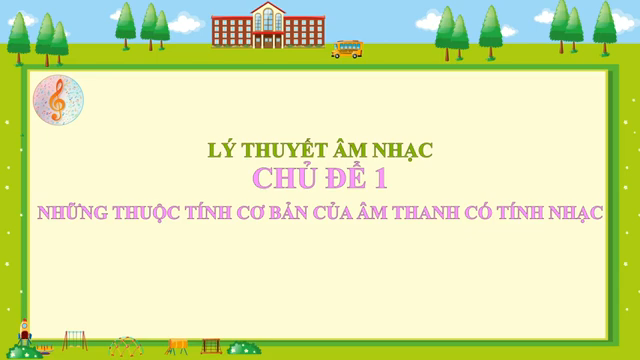 LÝ THUYẾT ÂM NHẠC
CHỦ ĐỀ 1
NHỮNG THUỘC TÍNH CƠ BẢN CỦA ÂM THANH CÓ TÍNH NHẠC